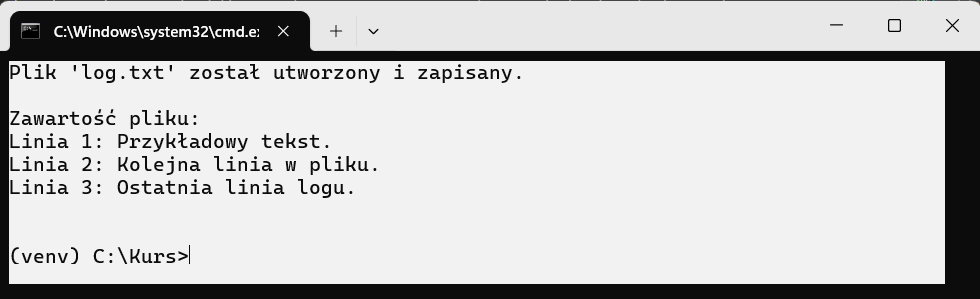 C:\Windows\system32\cmd.e
Plik 'log.txt' został utworzony i zapisany.
Zawartość pliku:
Linia 1: Przykładowy tekst.
Linia 2: Kolejna linia w pliku.
Linia 3: Ostatnia linia logu.
(venv) C:\Kurs>